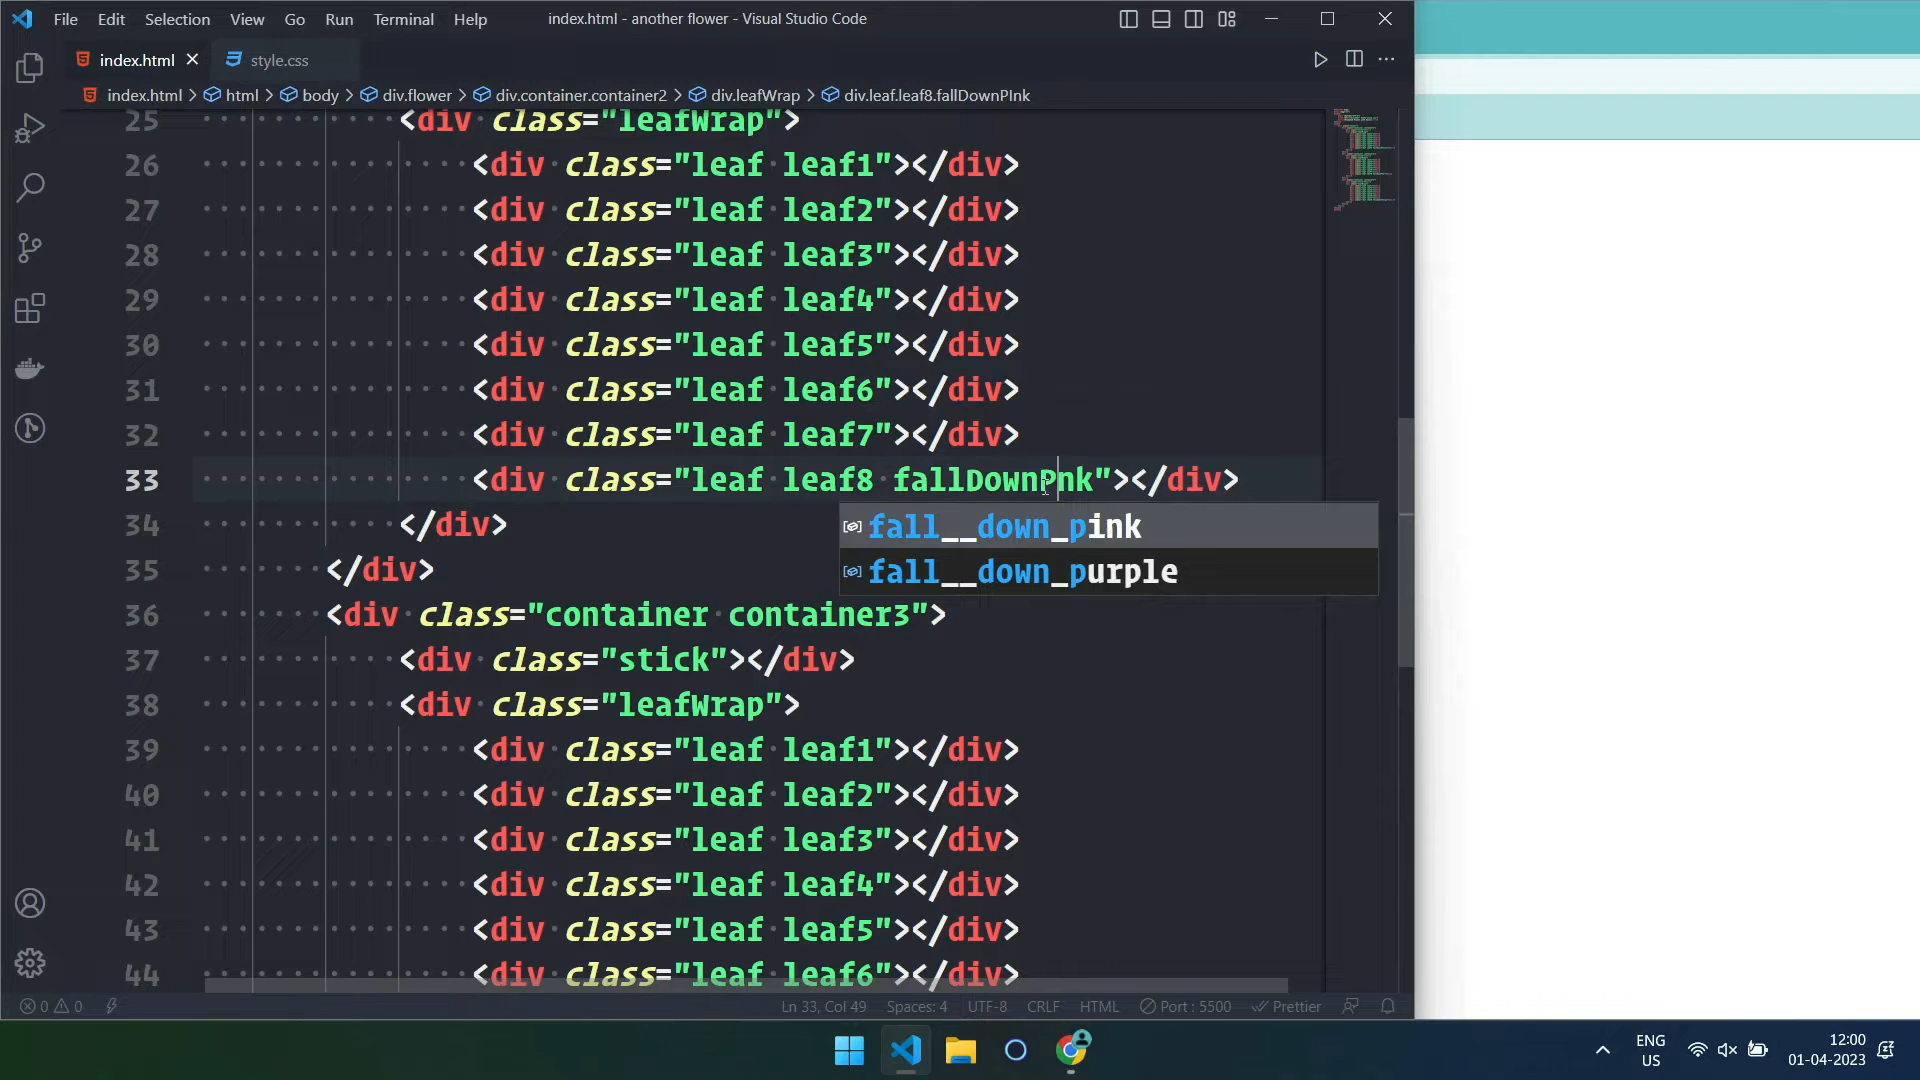 File Edit Selection View Go Run Terminal Help index.html - another flower - Visual Studio Code
index.html style.css
index.html > html > body > div.flower > div.container.container2 > div.leafWrap > div.leaf.leaf8.fallDownPInk
25 <div class="leafWrap">
26 <div class="leaf leaf1"></div>
27 <div class="leaf leaf2"></div>
28 <div class="leaf leaf3"></div>
29 <div class="leaf leaf4"></div>
30 <div class="leaf leaf5"></div>
31 <div class="leaf leaf6"></div>
32 <div class="leaf leaf7"></div>
33 <div class="leaf leaf8 fallDownPnk"></div>
fall__down_pink
34 </div>
fall__down_purple
35 </div>
36 <div class="container container3">
37 <div class="stick"></div>
38 <div class="leafWrap">
39 <div class="leaf leaf1"></div>
40 <div class="leaf leaf2"></div>
41 <div class="leaf leaf3"></div>
42 <div class="leaf leaf4"></div>
43 <div class="leaf leaf5"></div>
44 <div class="leaf leaf6"></div>
0 0 Ln 33, Col 49 Spaces: 4 UTF-8 CRLF HTML Port : 5500 Prettier
ENG
US
12:00
01-04-2023